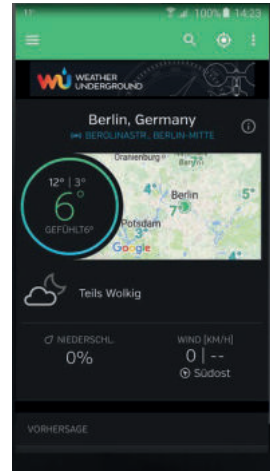 11° 100% 14:23
WEATHER
UNDERGROUND
Berlin, Germany
BEROLINASTR., BERLIN-MITTE
12° | 3°
6°
GEFÜHLT6°
Oranienburg
4°
Berlin
7°
5°
Potsdam
3°
Google
Teils Wolkig
NIEDERSCHL.
0%
WIND [KM/H]
0 | --
Südost
VORHERSAGE